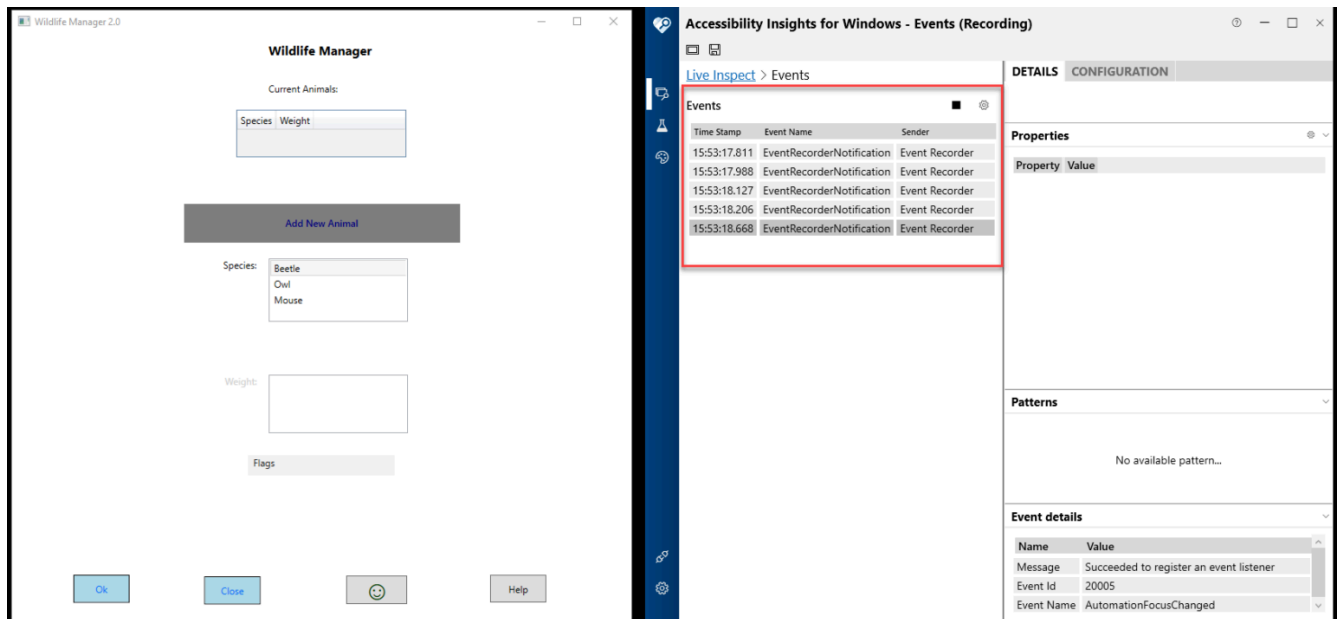 Wildlife Manager 2.0
Wildlife Manager
Current Animals:
Species Weight
Add New Animal
Species:
Beetle
Owl
Mouse
Weight:
Flags
Ok
Close
Help
Accessibility Insights for Windows - Events (Recording)
Live Inspect > Events
Events
Time Stamp Event Name Sender
15:53:17.811 EventRecorderNotification Event Recorder
15:53:17.988 EventRecorderNotification Event Recorder
15:53:18.127 EventRecorderNotification Event Recorder
15:53:18.206 EventRecorderNotification Event Recorder
15:53:18.668 EventRecorderNotification Event Recorder
DETAILS CONFIGURATION
Properties
Property Value
Patterns
No available pattern...
Event details
Name Value
Message Succeeded to register an event listener
Event Id 20005
Event Name AutomationFocusChanged